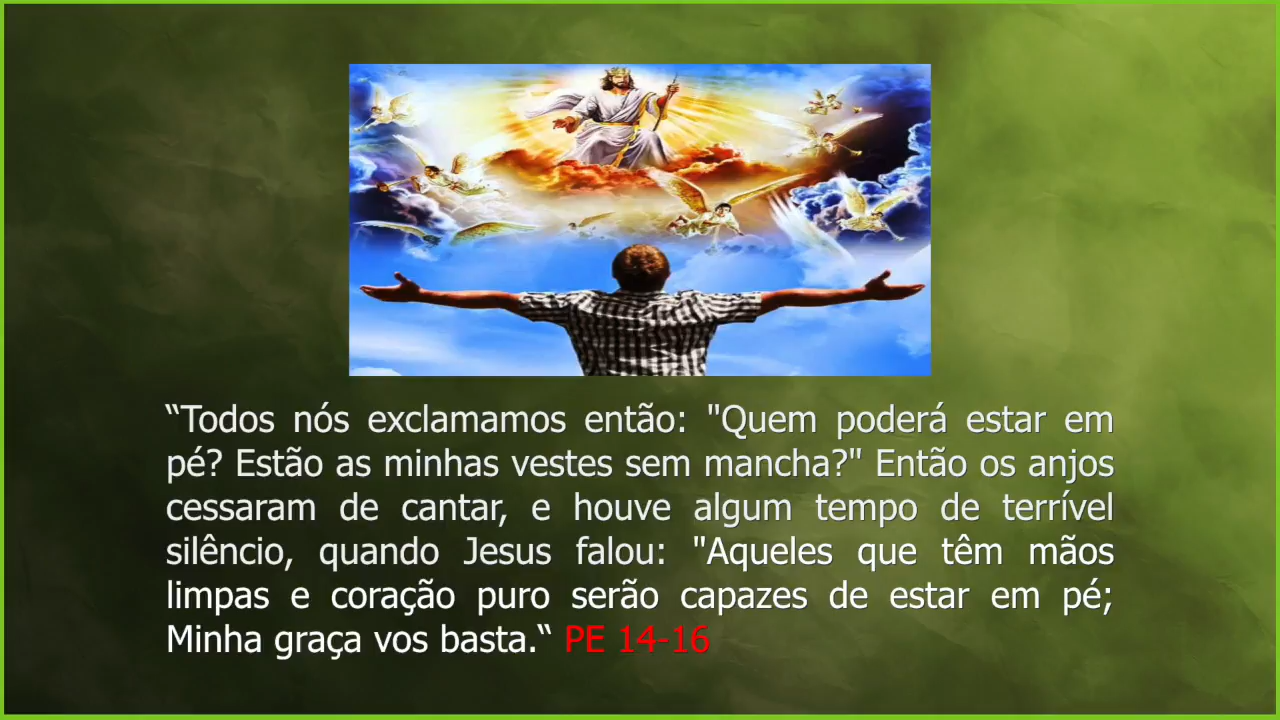 “Todos nós exclamamos então: "Quem poderá estar em
pé? Estão as minhas vestes sem mancha?" Então os anjos
cessaram de cantar, e houve algum tempo de terrível
silêncio, quando Jesus falou: "Aqueles que têm mãos
limpas e coração puro serão capazes de estar em pé;
Minha graça vos basta.“ PE 14-16